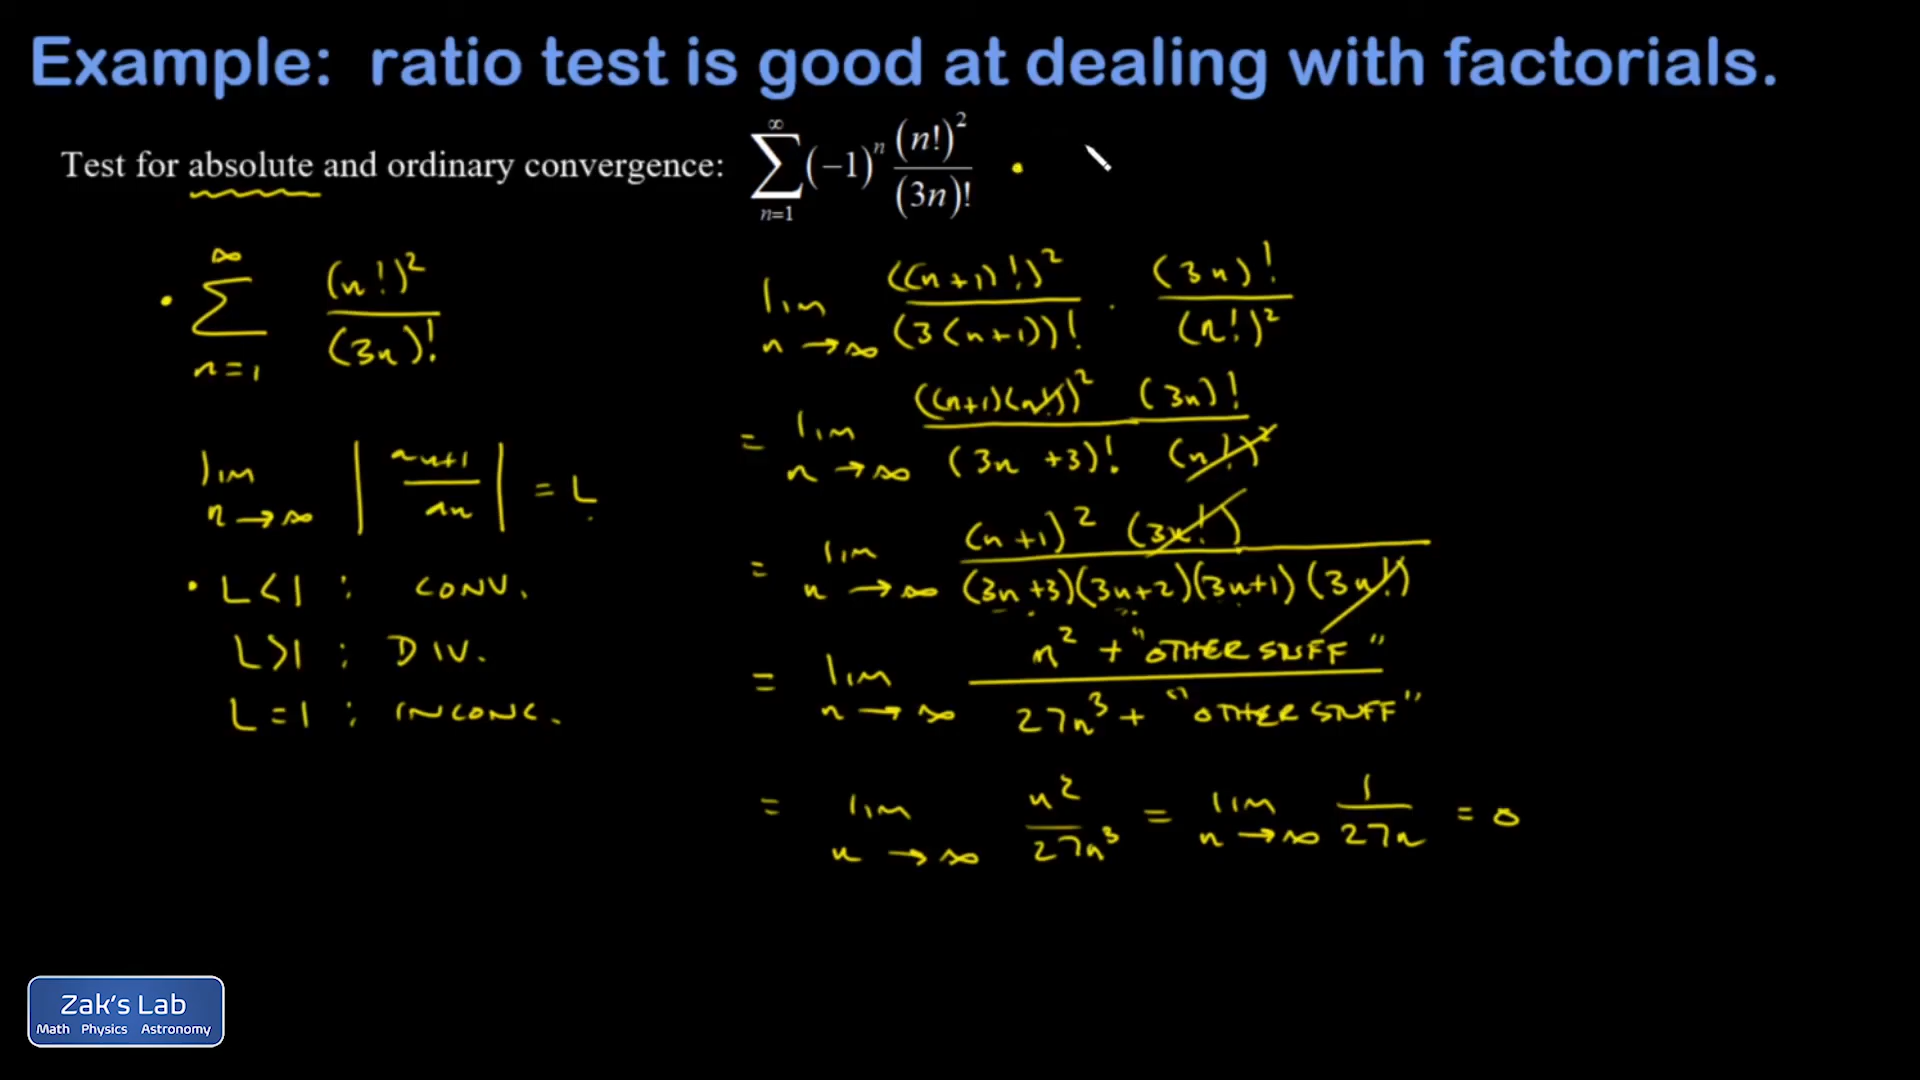 Example: ratio test is good at dealing with factorials.
Test for absolute and ordinary convergence: ∑_{n=1}^{∞} (−1)^n (n!)^2 / (3n)! .
• ∑_{n=1}^{∞} (n!)^2 / (3n)!
lim_{n→∞} | a_{n+1} / a_n | = L
• L < 1 : CONV.
L > 1 : DIV.
L = 1 : INCONC.
lim_{n→∞} ((n+1)!)^2 / (3(n+1))! · (3n)! / (n!)^2
= lim_{n→∞} ((n+1)(n!))^2 (3n)! / (3n+3)! (n!)^2
= lim_{n→∞} (n+1)^2 (3n!) / (3n+3)(3n+2)(3n+1)(3n!)
= lim_{n→∞} n^2 + "OTHER STUFF" / 27n^3 + "OTHER STUFF"
= lim_{n→∞} n^2 / 27n^3 = lim_{n→∞} 1 / 27n = 0
Zak's Lab
Math Physics Astronomy